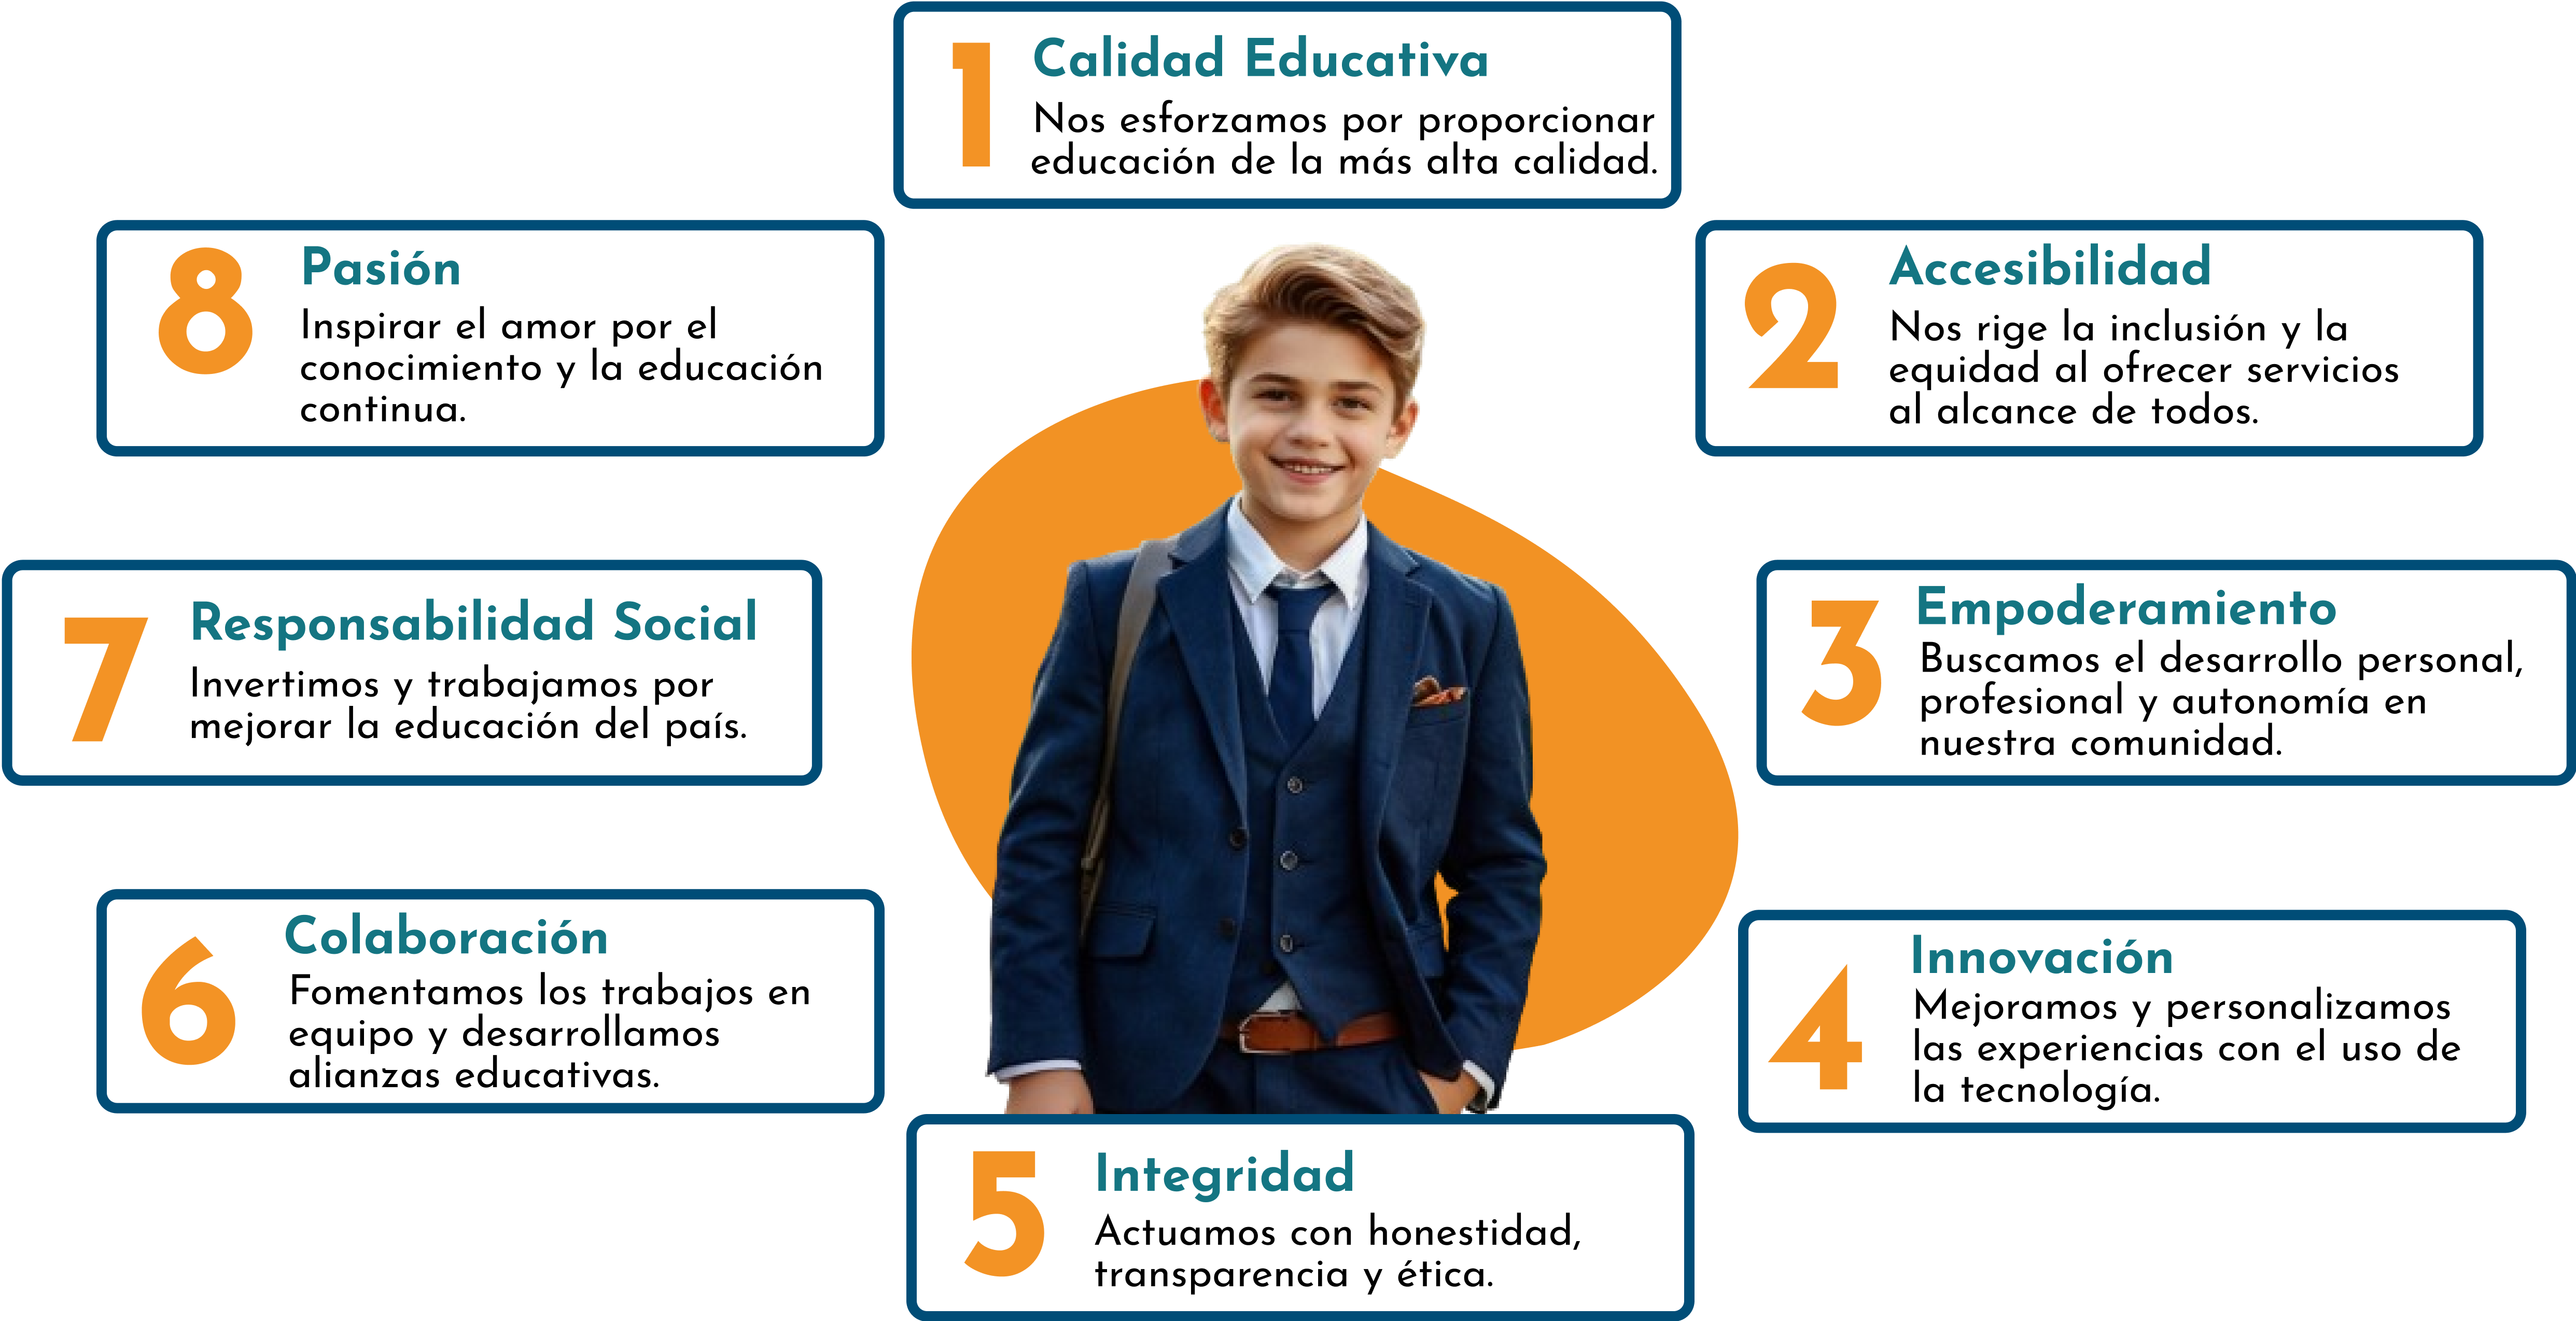 1
Calidad Educativa
Nos esforzamos por proporcionar
educación de la más alta calidad.
2
Accesibilidad
Nos rige la inclusión y la
equidad al ofrecer servicios
al alcance de todos.
3
Empoderamiento
Buscamos el desarrollo personal,
profesional y autonomía en
nuestra comunidad.
4
Innovación
Mejoramos y personalizamos
las experiencias con el uso de
la tecnología.
5
Integridad
Actuamos con honestidad,
transparencia y ética.
6
Colaboración
Fomentamos los trabajos en
equipo y desarrollamos
alianzas educativas.
7
Responsabilidad Social
Invertimos y trabajamos por
mejorar la educación del país.
8
Pasión
Inspirar el amor por el
conocimiento y la educación
continua.